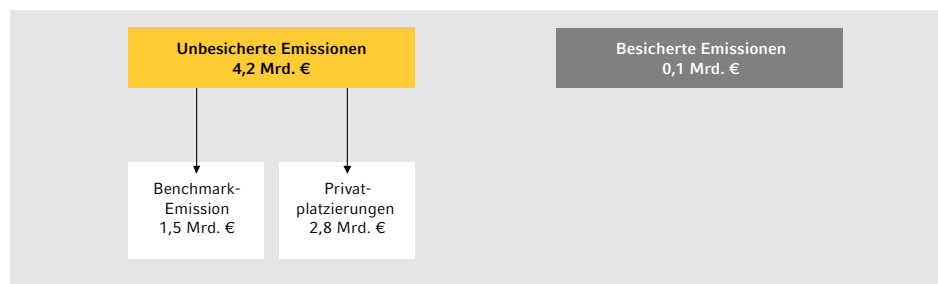 Unbesicherte Emissionen
4,2 Mrd. €
Besicherte Emissionen
0,1 Mrd. €
Benchmark-
Emission
1,5 Mrd. €
Privat-
platzierungen
2,8 Mrd. €